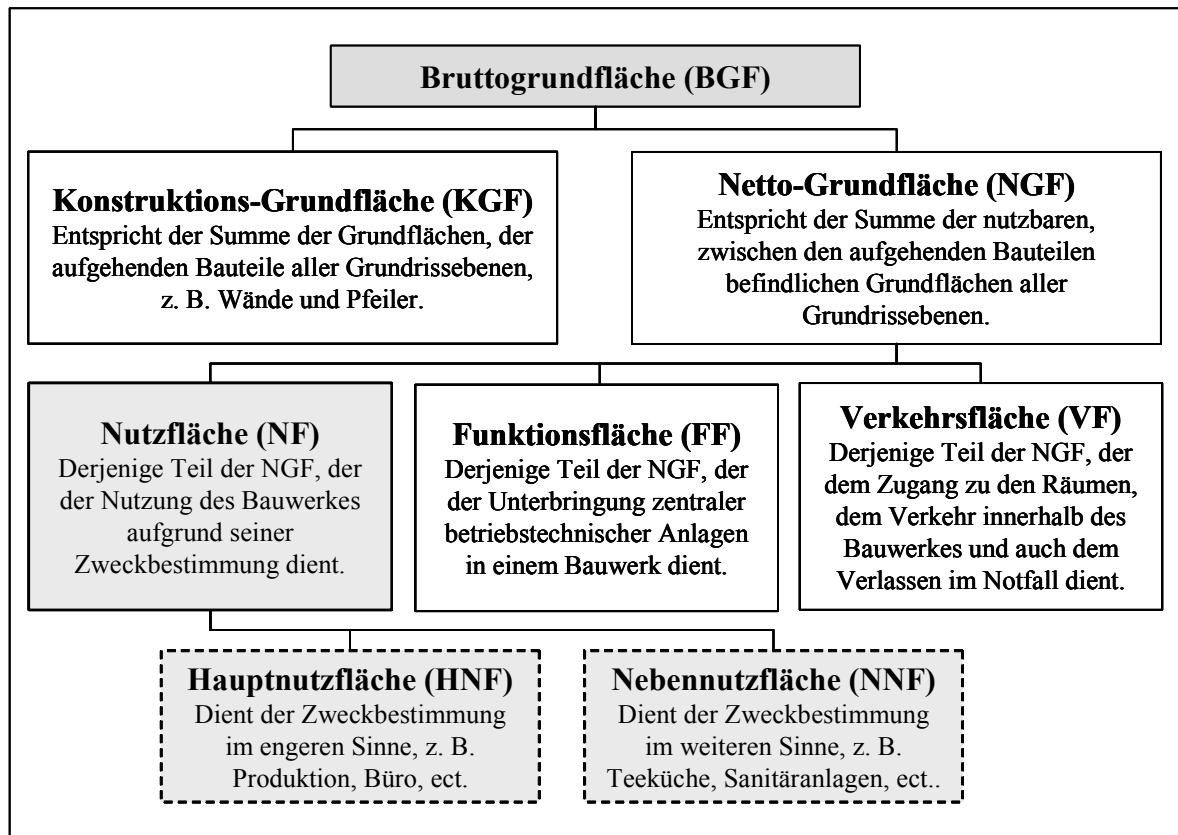 Bruttogrundfläche (BGF)
Konstruktions-Grundfläche (KGF)
Entspricht der Summe der Grundflächen, der
aufgehenden Bauteile aller Grundrissebenen,
z. B. Wände und Pfeiler.
Netto-Grundfläche (NGF)
Entspricht der Summe der nutzbaren,
zwischen den aufgehenden Bauteilen
befindlichen Grundflächen aller
Grundrissebenen.
Nutzfläche (NF)
Derjenige Teil der NGF, der
der Nutzung des Bauwerkes
aufgrund seiner
Zweckbestimmung dient.
Funktionsfläche (FF)
Derjenige Teil der NGF, der
der Unterbringung zentraler
betriebstechnischer Anlagen
in einem Bauwerk dient.
Verkehrsfläche (VF)
Derjenige Teil der NGF, der
dem Zugang zu den Räumen,
dem Verkehr innerhalb des
Bauwerkes und auch dem
Verlassen im Notfall dient.
Hauptnutzfläche (HNF)
Dient der Zweckbestimmung
im engeren Sinne, z. B.
Produktion, Büro, ect.
Nebennutzfläche (NNF)
Dient der Zweckbestimmung
im weiteren Sinne, z. B.
Teeküche, Sanitäranlagen, ect..